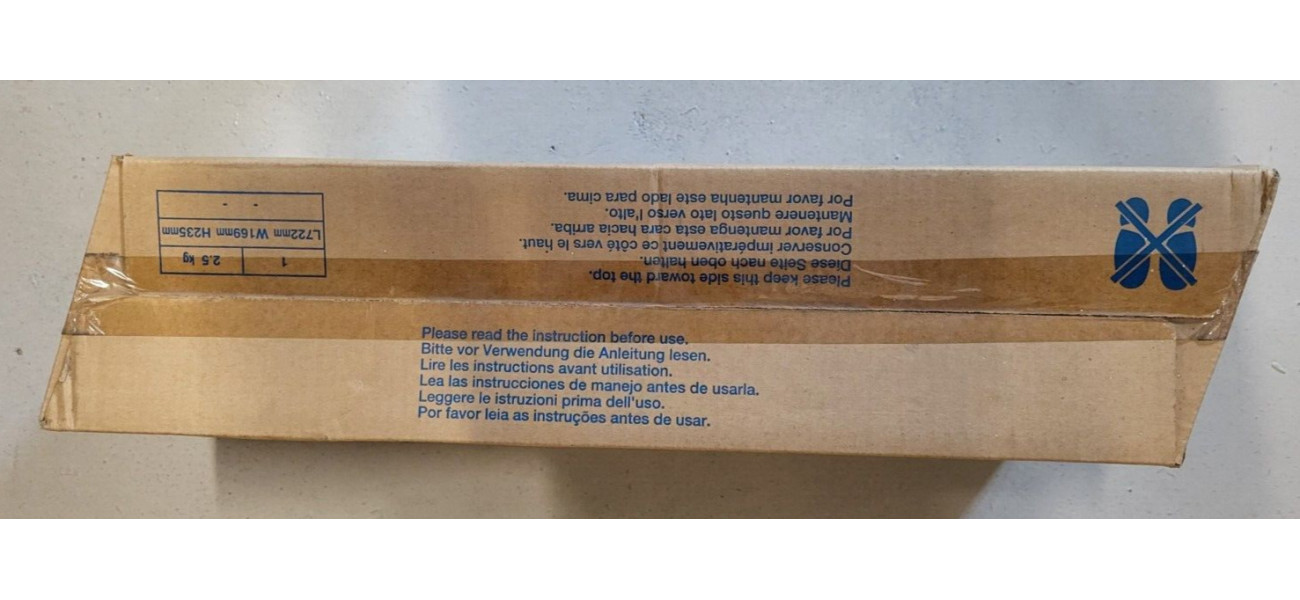 Please keep this side toward the top.
Diese Seite nach oben halten.
Conserver impérativement ce côté vers le haut.
Por favor mantenga esta cara hacia arriba.
Mantenere questo lato verso l'alto.
Por favor mantenha este lado para cima.
1 2.5 kg
L722mm W169mm H235mm
- -
Please read the instruction before use.
Bitte vor Verwendung die Anleitung lesen.
Lire les instructions avant utilisation.
Lea las instrucciones de manejo antes de usarla.
Leggere le istruzioni prima dell'uso.
Por favor leia as instruções antes de usar.